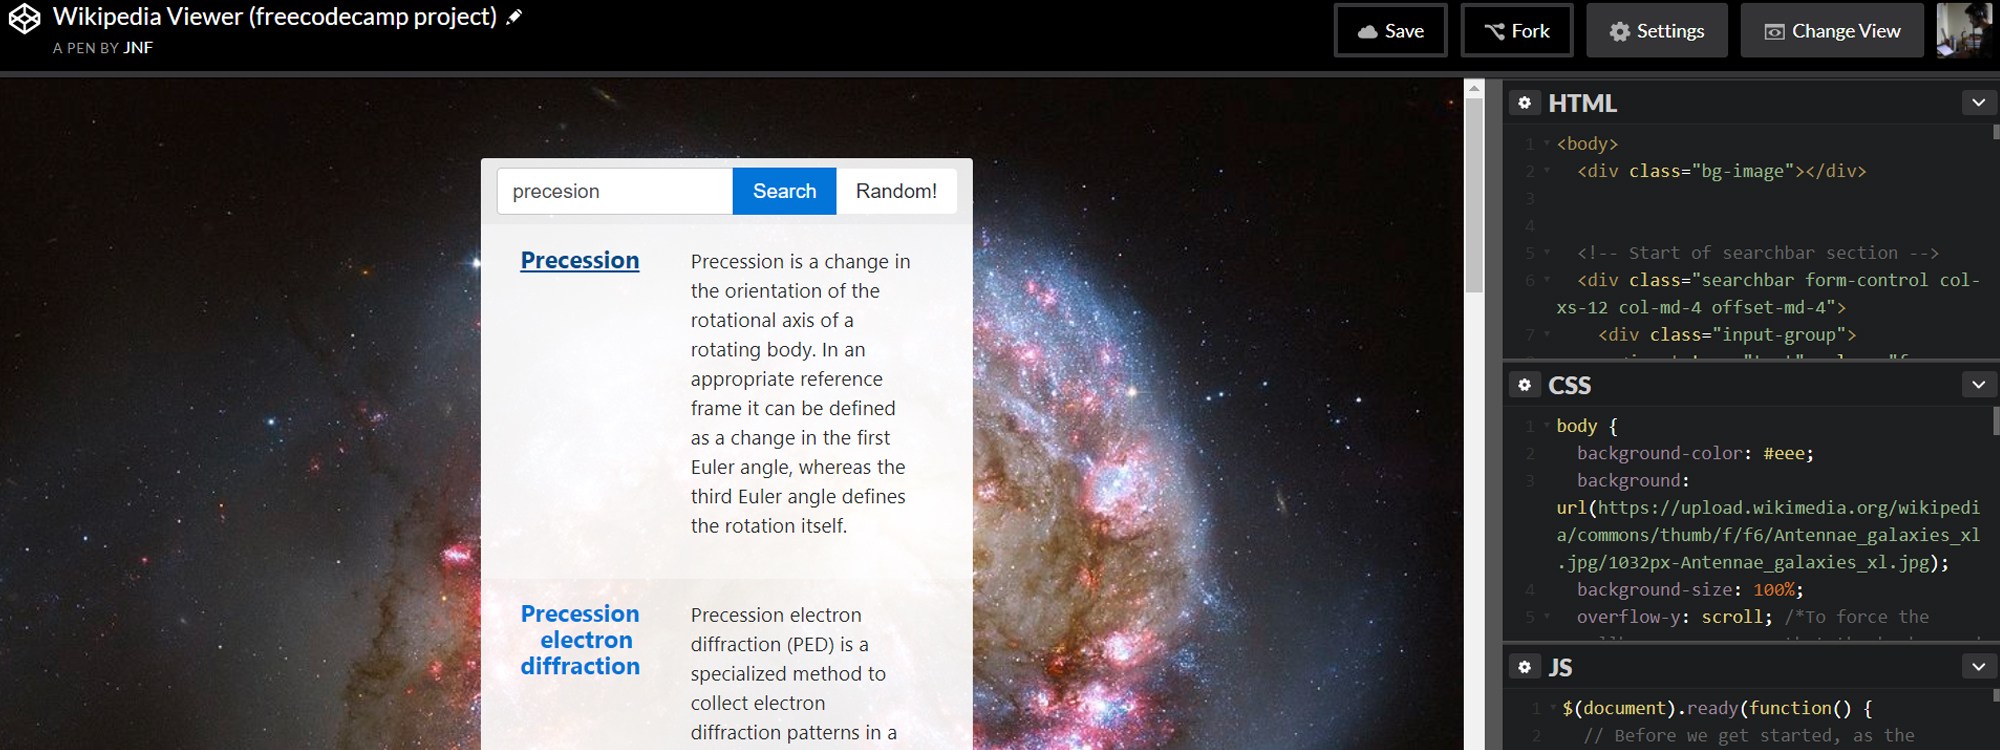 Wikipedia Viewer (freecodecamp project)
A PEN BY JNF
Save
Fork
Settings
Change View
precesion
Search
Random!
Precession
Precession is a change in
the orientation of the
rotational axis of a
rotating body. In an
appropriate reference
frame it can be defined
as a change in the first
Euler angle, whereas the
third Euler angle defines
the rotation itself.
Precession
electron
diffraction
Precession electron
diffraction (PED) is a
specialized method to
collect electron
diffraction patterns in a
HTML
1 <body>
2 <div class="bg-image"></div>
3
4
5 <!-- Start of searchbar section -->
6 <div class="searchbar form-control col-
xs-12 col-md-4 offset-md-4">
7 <div class="input-group">
CSS
1 body {
2 background-color: #eee;
3 background:
url(https://upload.wikimedia.org/wikipedi
a/commons/thumb/f/f6/Antennae_galaxies_xl
.jpg/1032px-Antennae_galaxies_xl.jpg);
4 background-size: 100%;
5 overflow-y: scroll; /*To force the
JS
1 $(document).ready(function() {
2 // Before we get started, as the